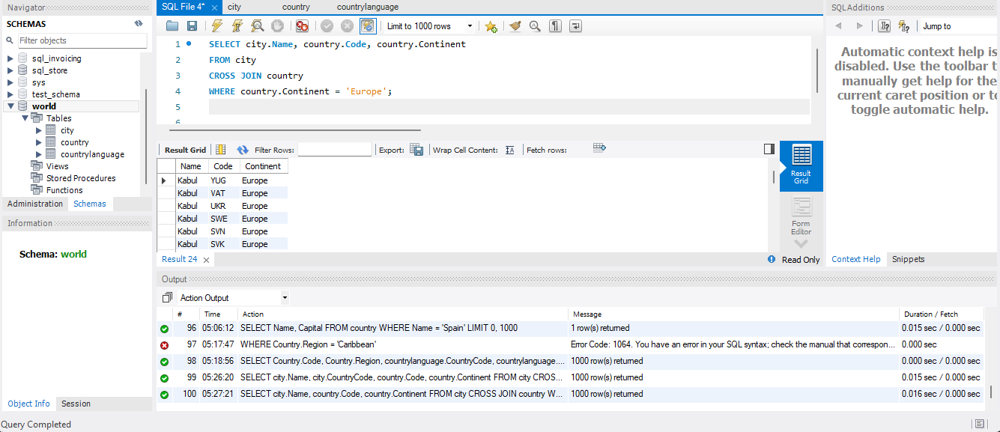 Navigator
SCHEMAS
Filter objects
sql_invoicing
sql_store
sys
test_schema
world
Tables
city
country
countrylanguage
Views
Stored Procedures
Functions
Administration Schemas
Information
Schema: world
Object Info Session
Query Completed
SQL File 4* city country countrylanguage
Limit to 1000 rows
1 SELECT city.Name, country.Code, country.Continent
2 FROM city
3 CROSS JOIN country
4 WHERE country.Continent = 'Europe';
5
6
Result Grid Filter Rows: Export: Wrap Cell Content: Fetch rows:
Name Code Continent
Kabul YUG Europe
Kabul VAT Europe
Kabul UKR Europe
Kabul SWE Europe
Kabul SVN Europe
Kabul SVK Europe
Result Grid
Form Editor
Result 24 Read Only
SQLAdditions
Jump to
Automatic context help is
disabled. Use the toolbar t
manually get help for the
current caret position or to
toggle automatic help.
Context Help Snippets
Output
Action Output
# Time Action Message Duration / Fetch
96 05:06:12 SELECT Name, Capital FROM country WHERE Name = 'Spain' LIMIT 0, 1000 1 row(s) returned 0.015 sec / 0.000 sec
97 05:17:47 WHERE Country.Region = 'Caribbean' Error Code: 1064. You have an error in your SQL syntax; check the manual that correspon... 0.000 sec
98 05:18:56 SELECT Country.Code, Country.Region, countrylanguage.CountryCode, countrylanguage.... 1000 row(s) returned 0.000 sec / 0.000 sec
99 05:26:20 SELECT city.Name, city.CountryCode, country.Code, country.Continent FROM city CROS... 1000 row(s) returned 0.015 sec / 0.000 sec
100 05:27:21 SELECT city.Name, country.Code, country.Continent FROM city CROSS JOIN country W... 1000 row(s) returned 0.016 sec / 0.000 sec